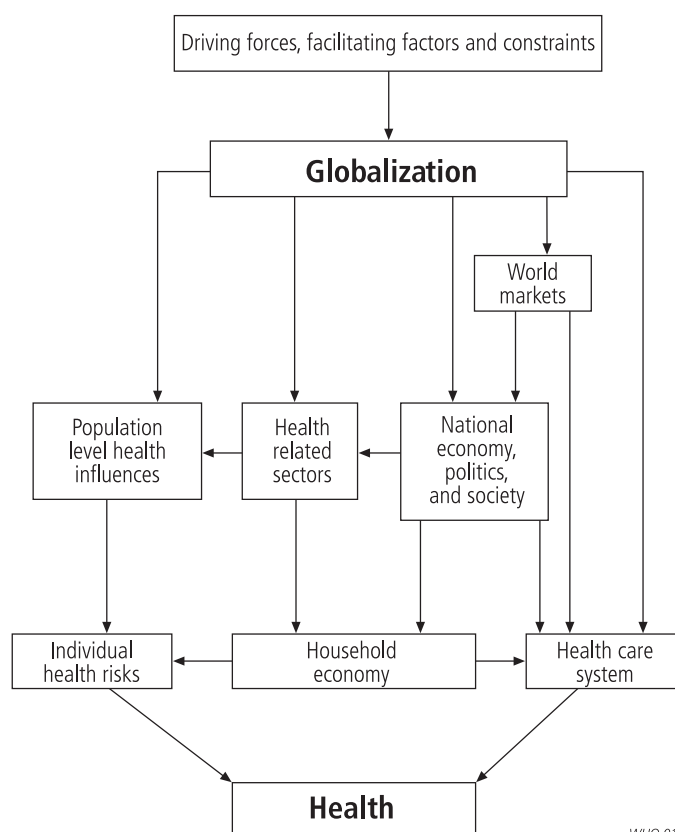 Driving forces, facilitating factors and constraints
Globalization
World
markets
Population
level health
influences
Health
related
sectors
National
economy,
politics,
and society
Individual
health risks
Household
economy
Health care
system
Health